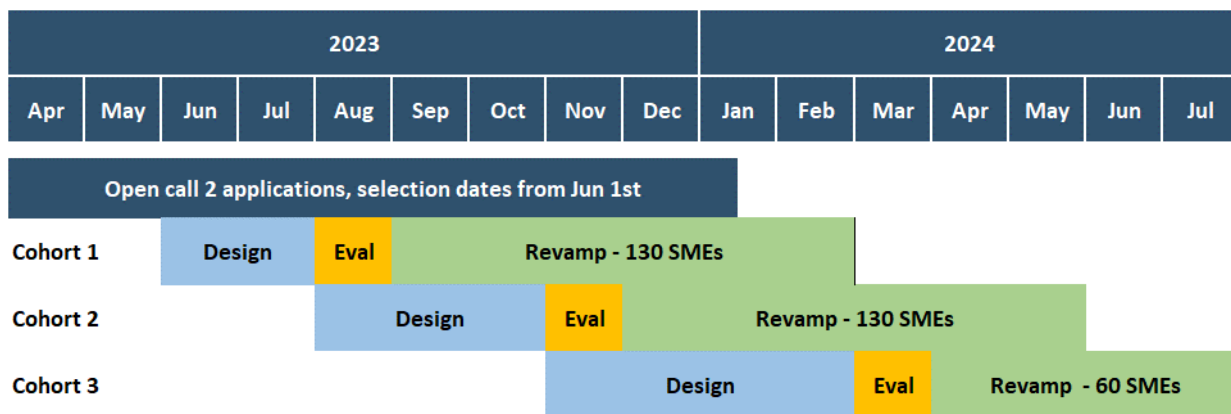 2023 2024
Apr May Jun Jul Aug Sep Oct Nov Dec Jan Feb Mar Apr May Jun Jul
Open call 2 applications, selection dates from Jun 1st
Cohort 1 Design Eval Revamp - 130 SMEs
Cohort 2 Design Eval Revamp - 130 SMEs
Cohort 3 Design Eval Revamp - 60 SMEs